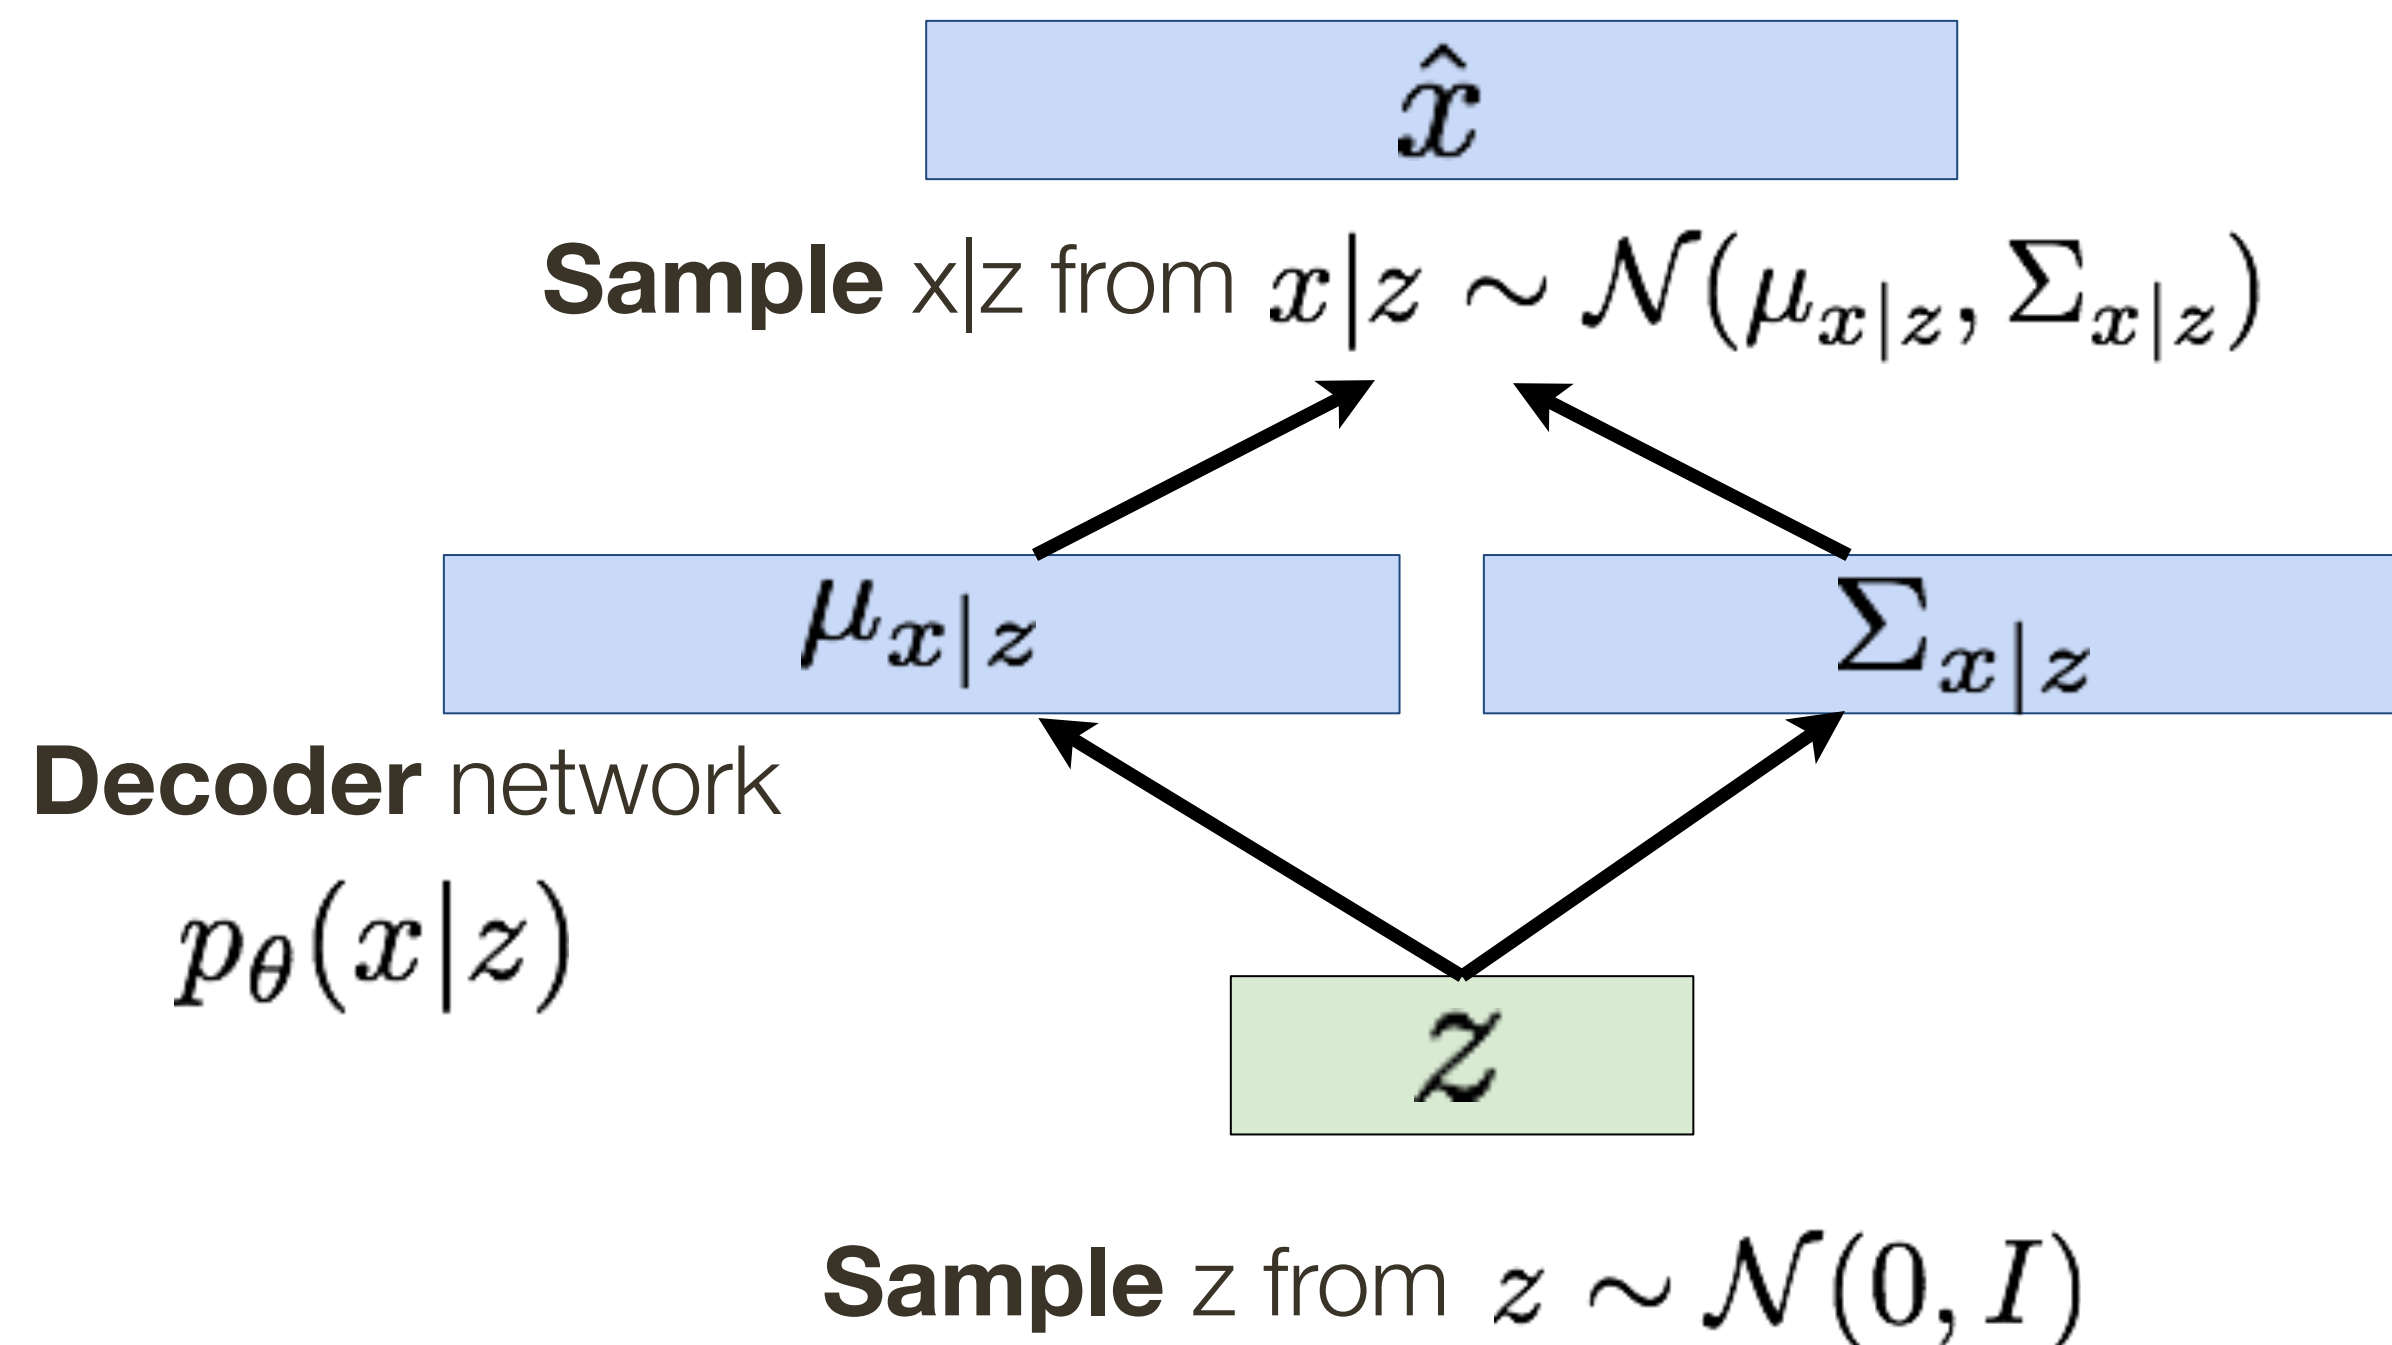 x̂
Sample x|z from x|z ∼ 𝒩(μ_{x|z}, Σ_{x|z})
μ_{x|z} Σ_{x|z}
Decoder network
p_θ(x|z)
z
Sample z from z ∼ 𝒩(0, I)